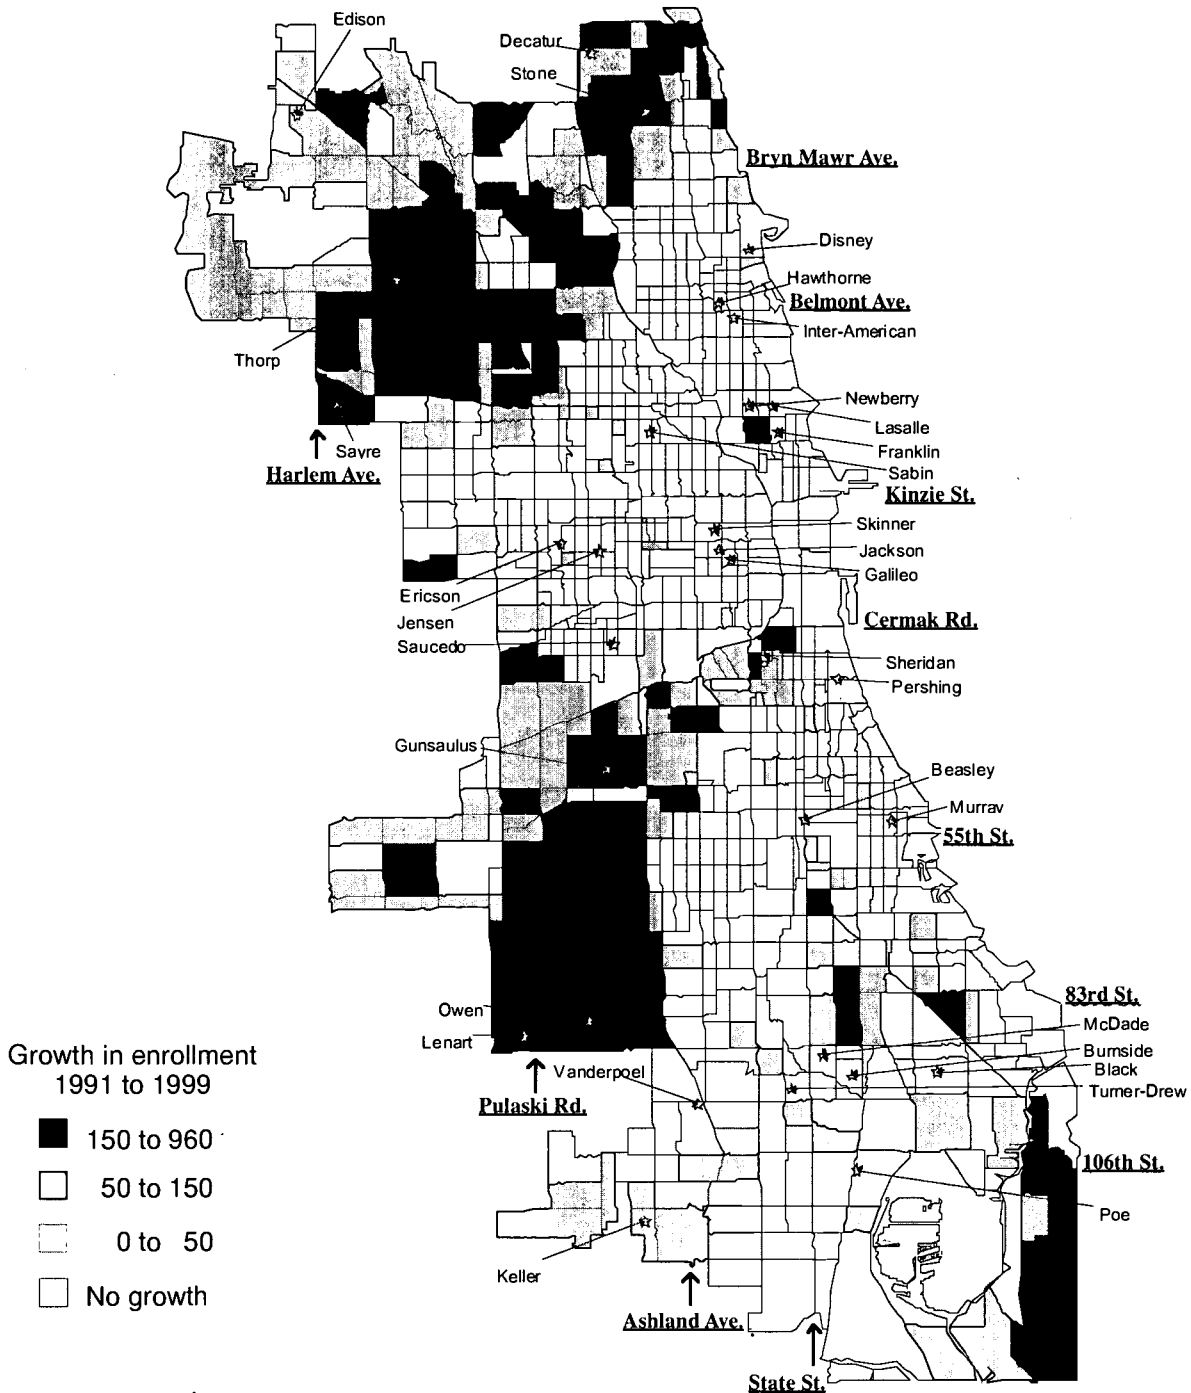 Edison
Decatur
Stone
Bryn Mawr Ave.
Disney
Hawthorne
Belmont Ave.
Inter-American
Thorp
Newberry
Lasalle
Franklin
Sayre
Sabin
Harlem Ave.
Kinzie St.
Skinner
Jackson
Galileo
Ericson
Jensen
Cermak Rd.
Saucedo
Sheridan
Pershing
Gunsaulus
Beasley
Murrav
55th St.
83rd St.
Owen
McDade
Lenart
Burnside
Growth in enrollment
1991 to 1999
Vanderpoel
Black
Turner-Drew
Pulaski Rd.
150 to 960
50 to 150
106th St.
Poe
0 to 50
Keller
No growth
Ashland Ave.
State St.